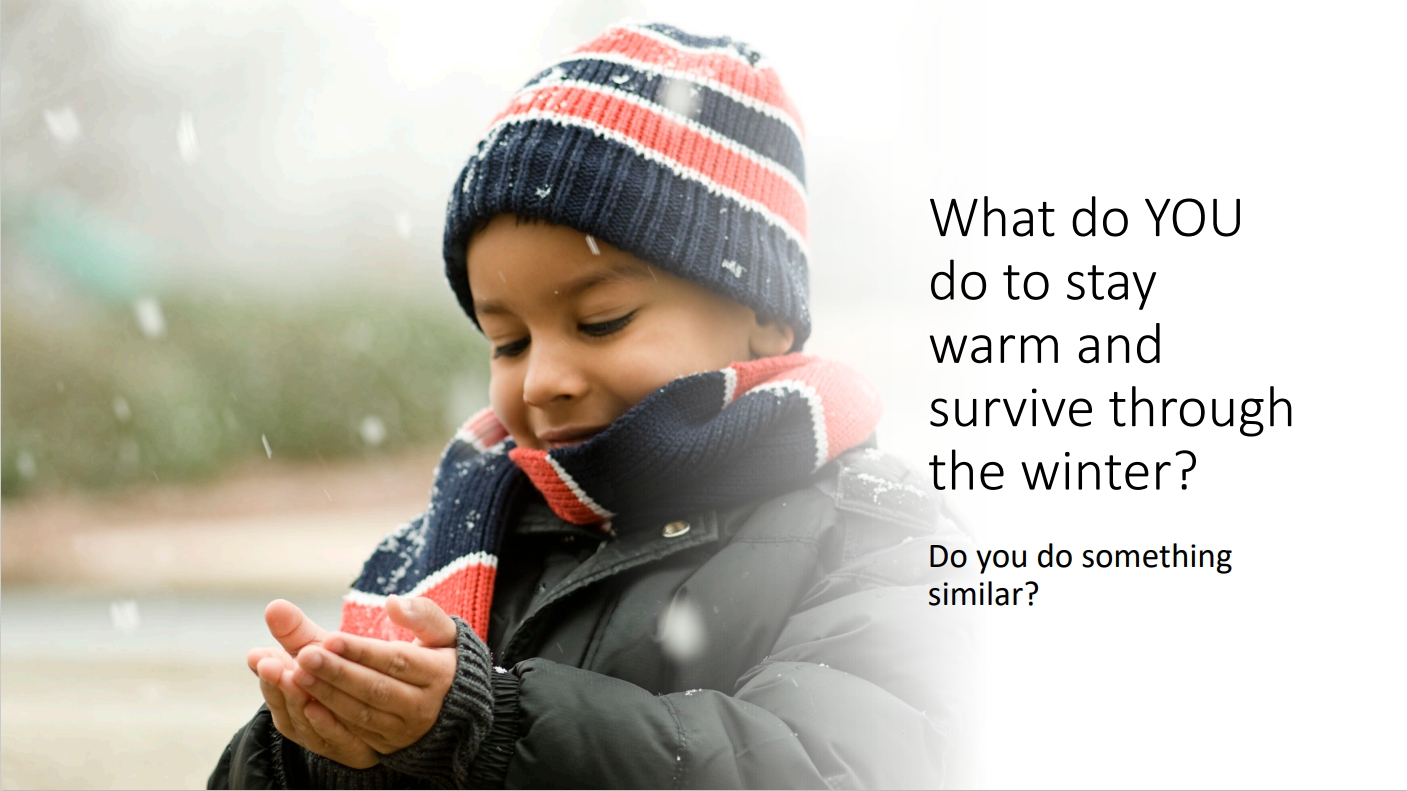 What do YOU
do to stay
warm and
survive through
the winter?
Do you do something
similar?